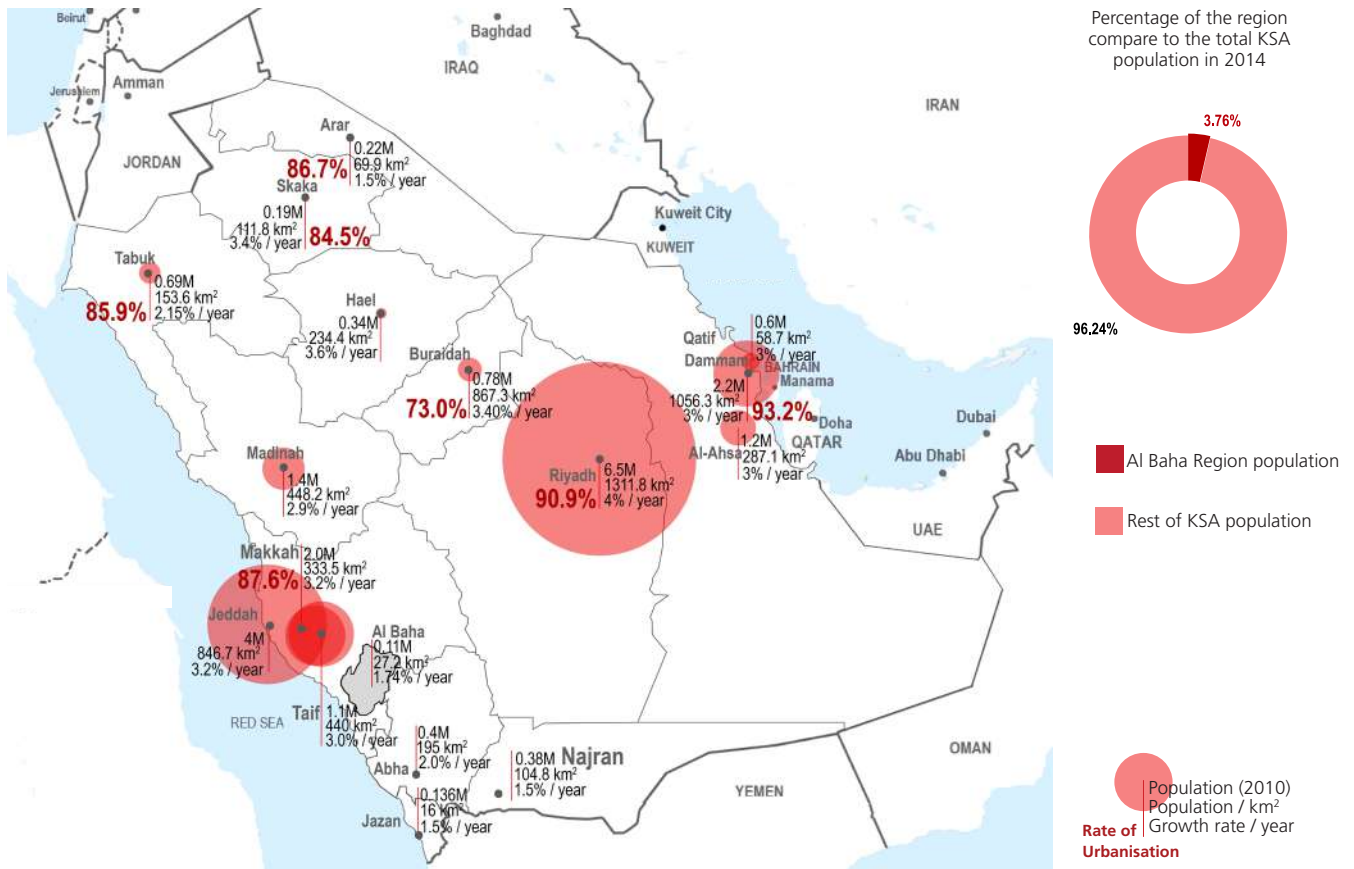 Beirut
Baghdad
IRAQ
Amman
Jerusalem
JORDAN
IRAN
Arar
0.22M
69.9 km²
1.5% / year
86.7%
Skaka
0.19M
111.8 km²
3.4% / year
84.5%
Kuwait City
KUWEIT
Tabuk
0.69M
153.6 km²
2.15% / year
85.9%
Hael
0.34M
234.4 km²
3.6% / year
Buraidah
0.78M
867.3 km²
3.40% / year
73.0%
Qatif
0.6M
58.7 km²
3% / year
Dammam
BAHRAIN
Manama
2.2M
1056.3 km²
3% / year
93.2%
Doha
QATAR
Dubai
Abu Dhabi
UAE
Al-Ahsa
1.2M
287.1 km²
3% / year
Madinah
1.4M
448.2 km²
2.9% / year
Riyadh
6.5M
1311.8 km²
4% / year
90.9%
Makkah
2.0M
333.5 km²
3.2% / year
87.6%
Jeddah
4M
846.7 km²
3.2% / year
Al Baha
0.11M
27.2 km²
1.74% / year
RED SEA
Taif
1.1M
440 km²
3.0% / year
0.4M
195 km²
2.0% / year
Abha
0.38M
104.8 km²
1.5% / year
Najran
0.136M
16 km²
1.5% / year
Jazan
YEMEN
OMAN
Percentage of the region
compare to the total KSA
population in 2014
3.76%
96.24%
Al Baha Region population
Rest of KSA population
Population (2010)
Population / km²
Growth rate / year
Rate of
Urbanisation